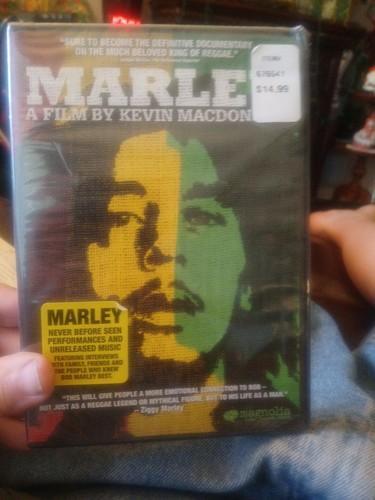 "SURE TO BECOME THE DEFINITIVE DOCUMENTARY
ON THE MUCH BELOVED KING OF REGGAE."
MARLE
A FILM BY KEVIN MACDON
$14.99
MARLEY
NEVER BEFORE SEEN
PERFORMANCES AND
UNRELEASED MUSIC
FEATURING INTERVIEWS
WITH FAMILY, FRIENDS AND
THE PEOPLE WHO KNEW
BOB MARLEY BEST.
"THIS WILL GIVE PEOPLE A MORE EMOTIONAL CONNECTION TO BOB –
NOT JUST AS A REGGAE LEGEND OR MYTHICAL FIGURE, BUT TO HIS LIFE AS A MAN."
– Ziggy Marley
magnolia